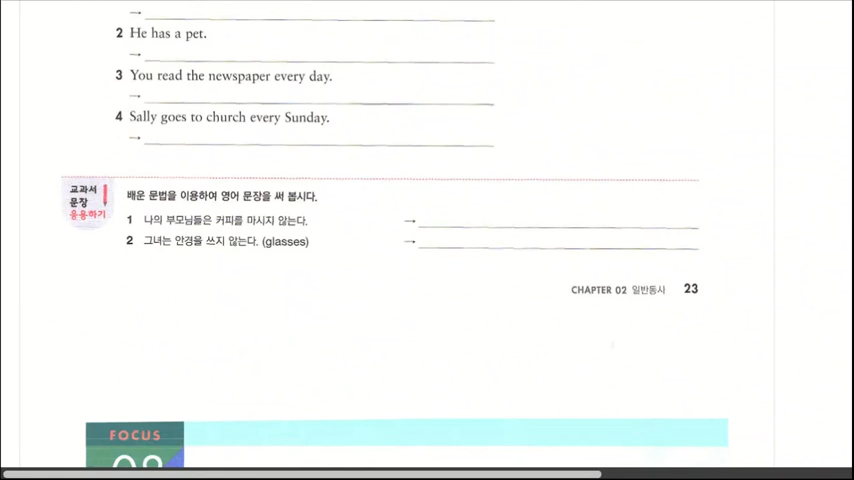 →
2 He has a pet.
→
3 You read the newspaper every day.
→
4 Sally goes to church every Sunday.
→
교과서
문장
응용하기
배운 문법을 이용하여 영어 문장을 써 봅시다.
1 나의 부모님들은 커피를 마시지 않는다. →
2 그녀는 안경을 쓰지 않는다. (glasses) →
CHAPTER 02 일반동사 23
FOCUS